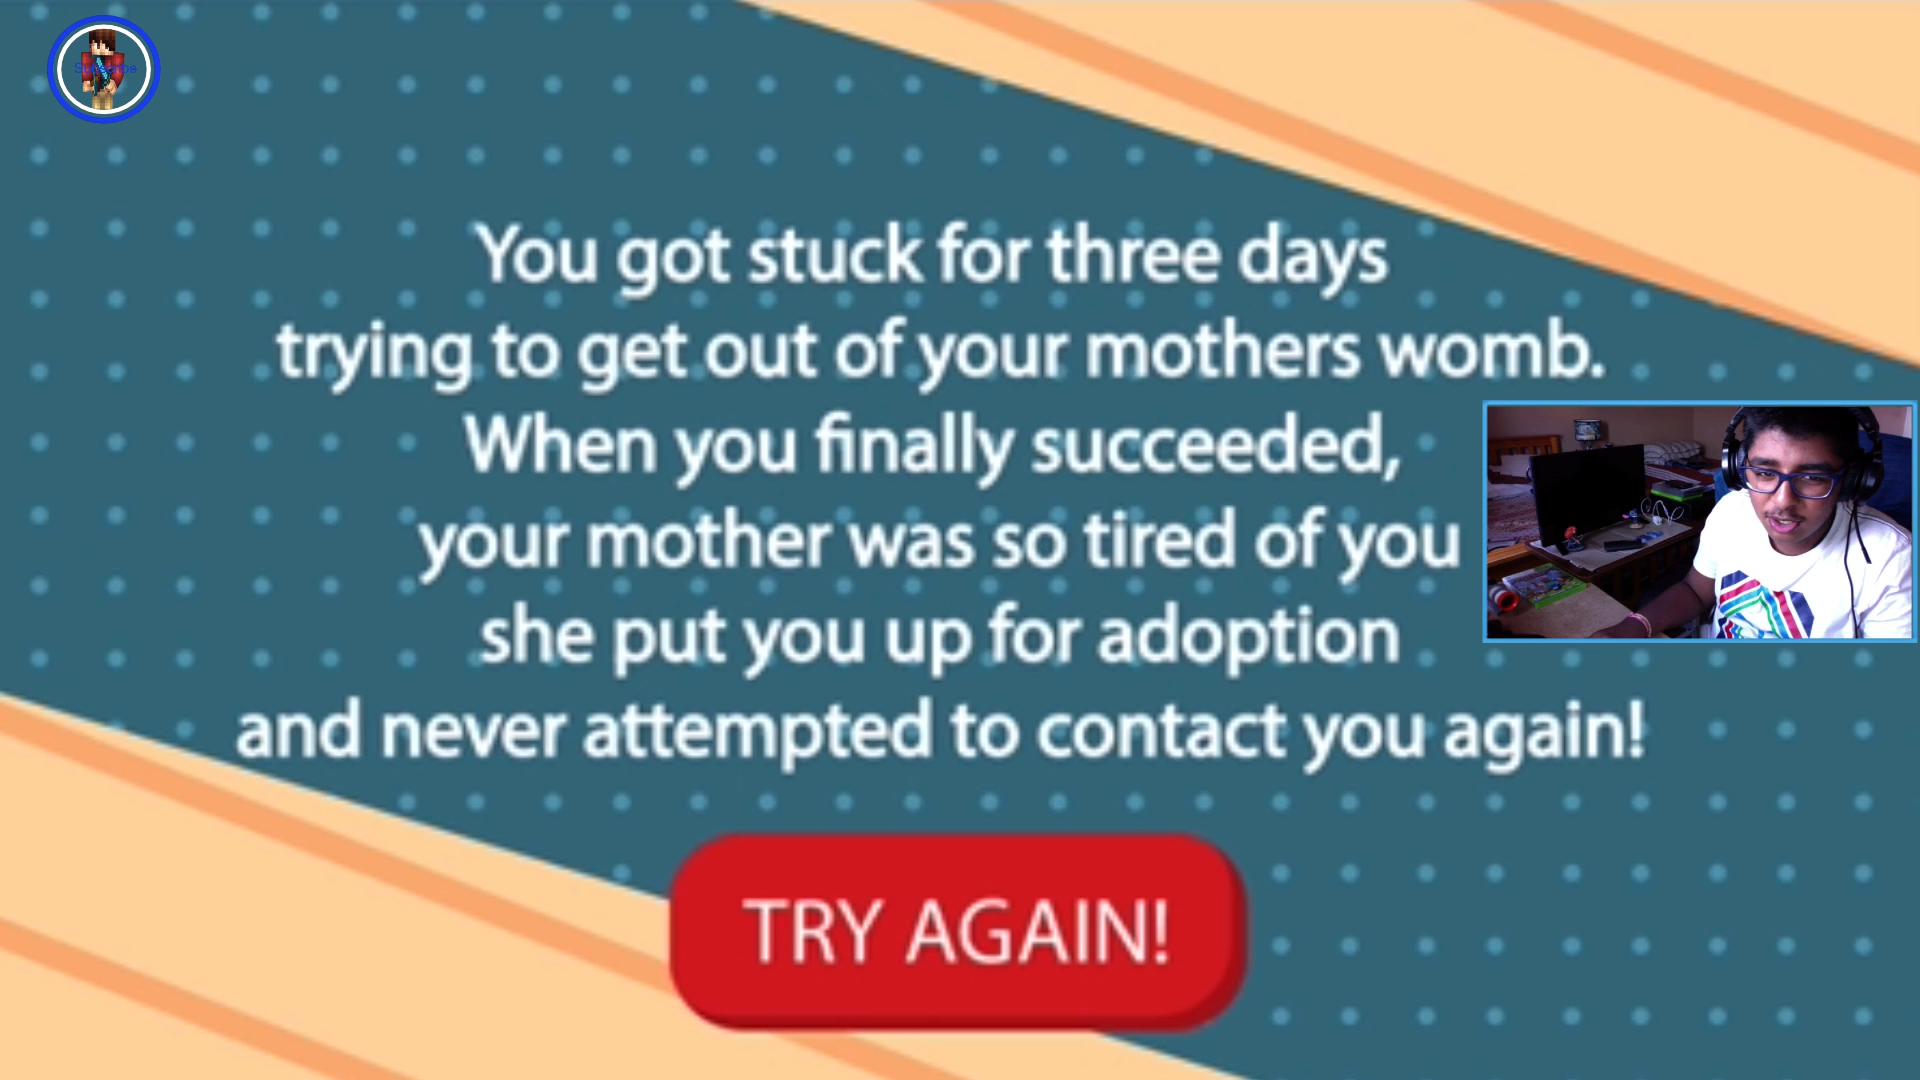 Subscribe
You got stuck for three days
trying to get out of your mothers womb.
When you finally succeeded,
your mother was so tired of you
she put you up for adoption
and never attempted to contact you again!
TRY AGAIN!